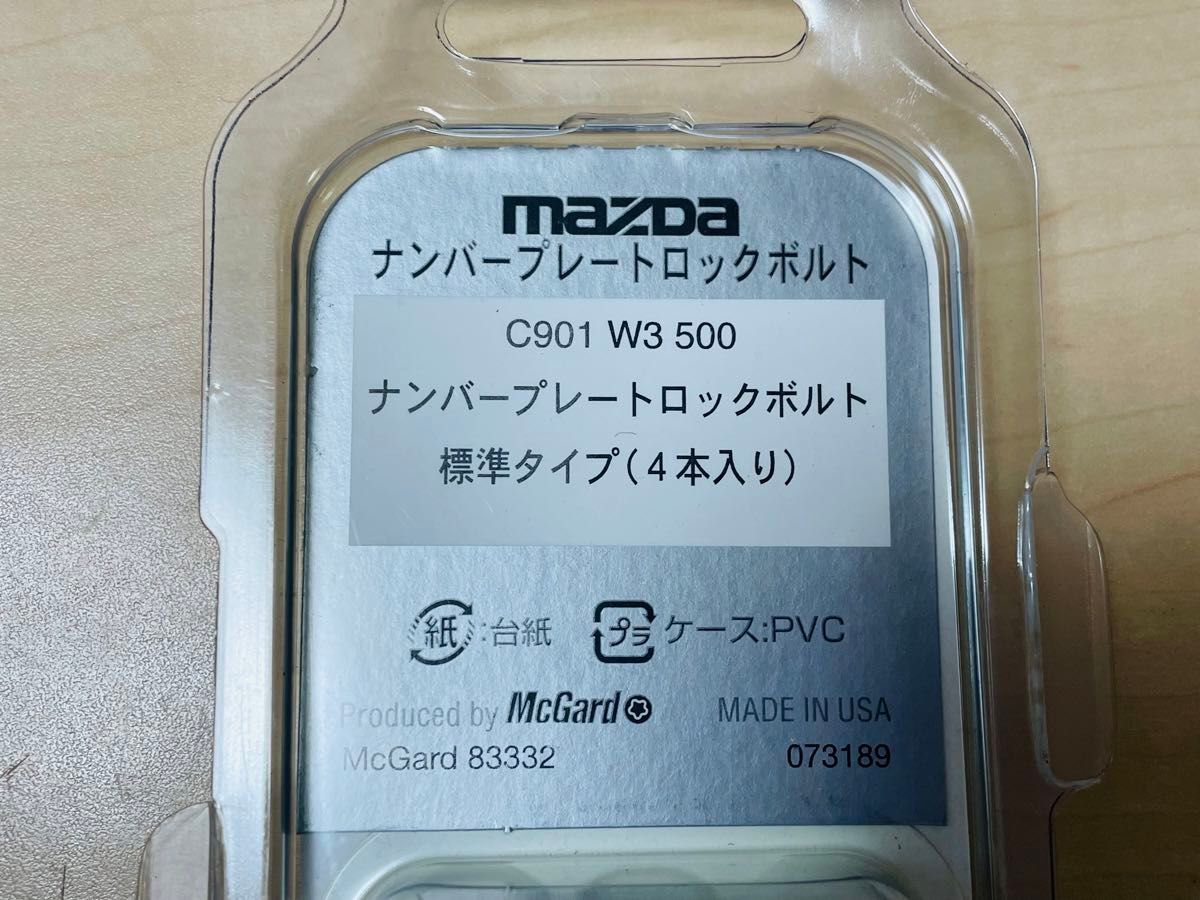 mazda
ナンバープレートロックボルト
C901 W3 500
ナンバープレートロックボルト
標準タイプ(4本入り)
紙:台紙 プラ ケース:PVC
Produced by McGard MADE IN USA
McGard 83332 073189